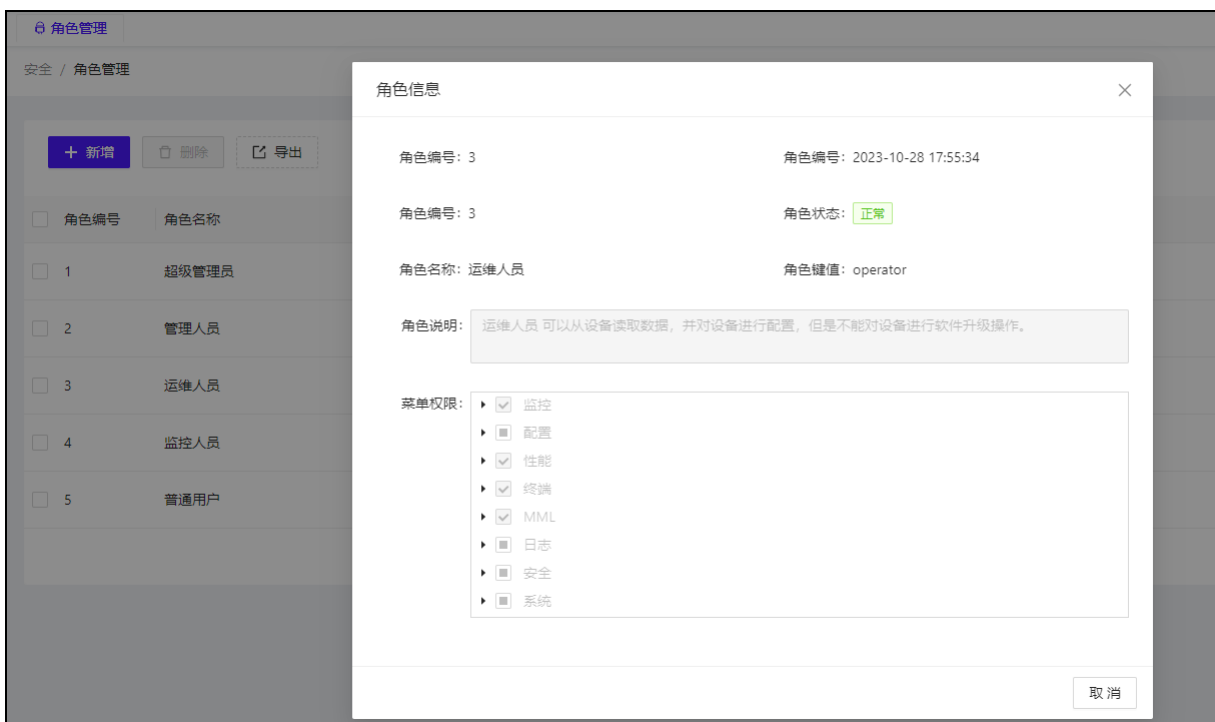 角色管理
安全 / 角色管理
角色信息
+ 新增 删除 导出
角色编号：3 角色编号：2023-10-28 17:55:34
角色编号 角色名称
角色编号：3 角色状态：正常
1 超级管理员
角色名称：运维人员 角色键值：operator
2 管理人员
角色说明：运维人员 可以从设备读取数据，并对设备进行配置，但是不能对设备进行软件升级操作。
3 运维人员
菜单权限：监控
配置
4 监控人员
性能
终端
5 普通用户
MML
日志
安全
系统
取 消